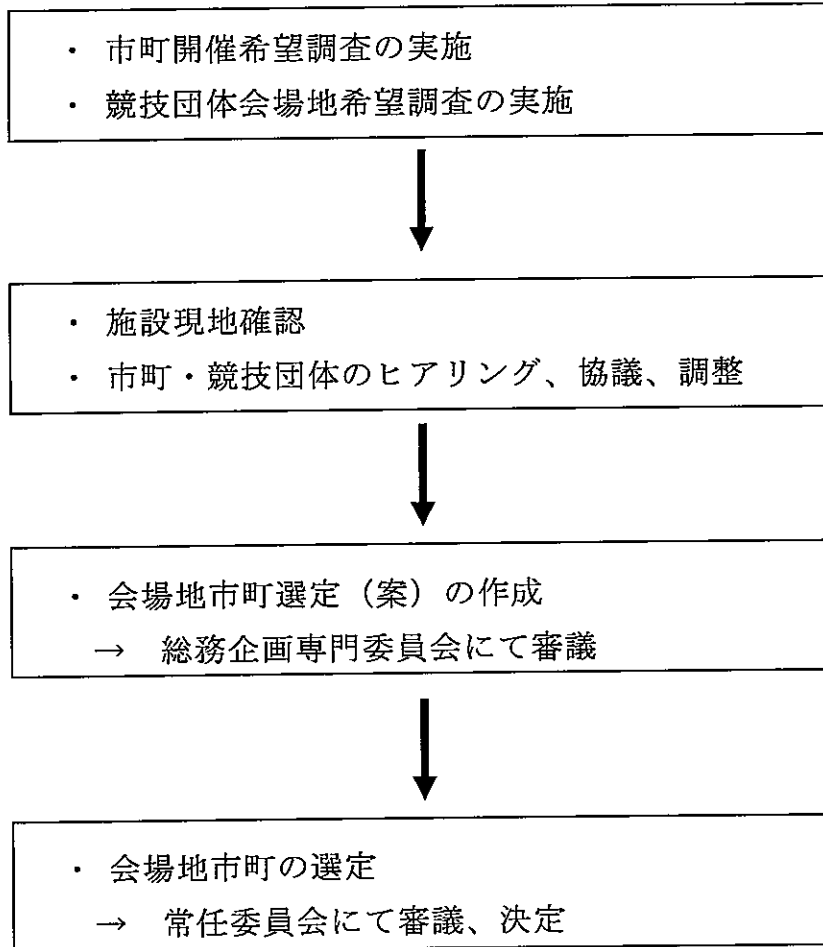 ・ 市町開催希望調査の実施
・ 競技団体会場地希望調査の実施
・ 施設現地確認
・ 市町・競技団体のヒアリング、協議、調整
・ 会場地市町選定（案）の作成
→ 総務企画専門委員会にて審議
・ 会場地市町の選定
→ 常任委員会にて審議、決定